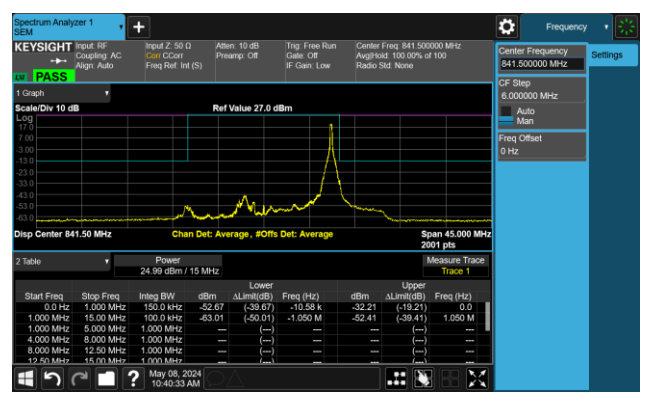 Spectrum Analyzer 1
SEM
Frequency
KEYSIGHT
Input: RF
Coupling: AC
Align: Auto
Input Z: 50 Ω
Corr CCorr
Freq Ref: Int (S)
Atten: 10 dB
Preamp: Off
Trig: Free Run
Gate: Off
IF Gain: Low
Center Freq: 841.500000 MHz
Avg|Hold: 100.00% of 100
Radio Std: None
PASS
Center Frequency
841.500000 MHz
Settings
CF Step
6.000000 MHz
Auto
Man
Freq Offset
0 Hz
1 Graph
Scale/Div 10 dB
Ref Value 27.0 dBm
Log
17.0
7.00
-3.00
-13.0
-23.0
-33.0
-43.0
-53.0
-63.0
Disp Center 841.50 MHz
Chan Det: Average, #Offs Det: Average
Span 45.000 MHz
2001 pts
2 Table
Power
24.99 dBm / 15 MHz
Measure Trace
Trace 1
Lower Upper
Start Freq Stop Freq Integ BW dBm ΔLimit(dB) Freq (Hz) dBm ΔLimit(dB) Freq (Hz)
0.0 Hz 1.000 MHz 150.0 kHz -52.67 (-39.67) -10.58 k -32.21 (-19.21) 0.0
1.000 MHz 15.00 MHz 100.0 kHz -63.01 (-50.01) -1.050 M -52.41 (-39.41) 1.050 M
1.000 MHz 5.000 MHz 1.000 MHz --- (---) --- --- (---) ---
4.000 MHz 8.000 MHz 1.000 MHz --- (---) --- --- (---) ---
8.000 MHz 12.50 MHz 1.000 MHz --- (---) --- --- (---) ---
12.50 MHz 15.00 MHz 1.000 MHz --- (---) --- --- (---) ---
May 08, 2024
10:40:33 AM